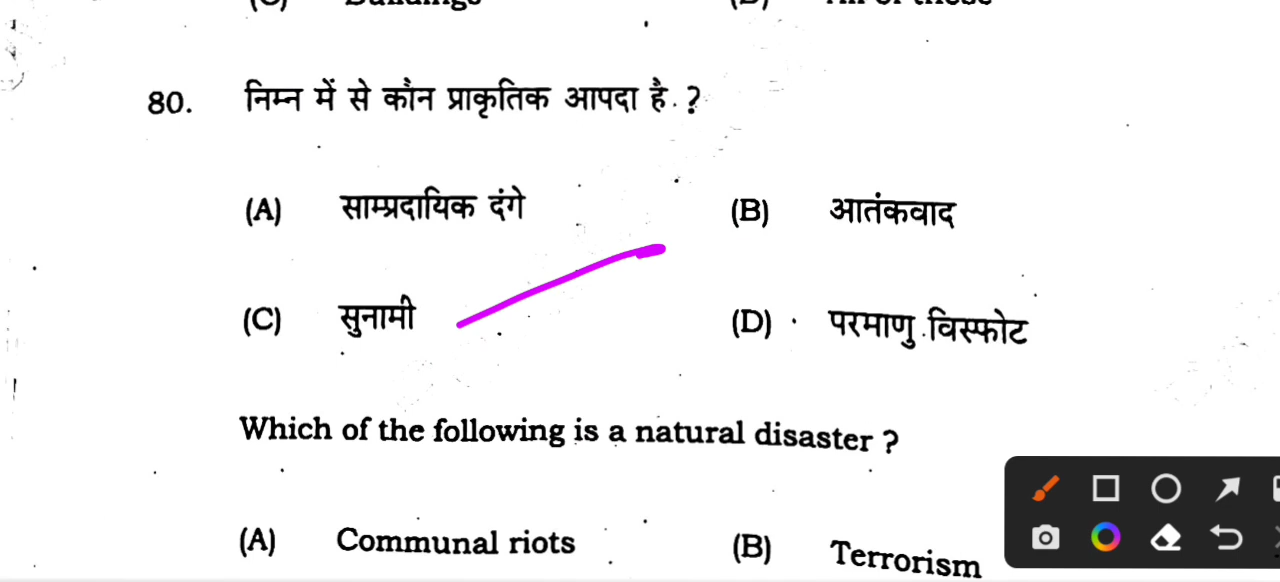 80. निम्न में से कौन प्राकृतिक आपदा है ?
(A) साम्प्रदायिक दंगे (B) आतंकवाद
(C) सुनामी (D) परमाणु विस्फोट
Which of the following is a natural disaster ?
(A) Communal riots (B) Terrorism